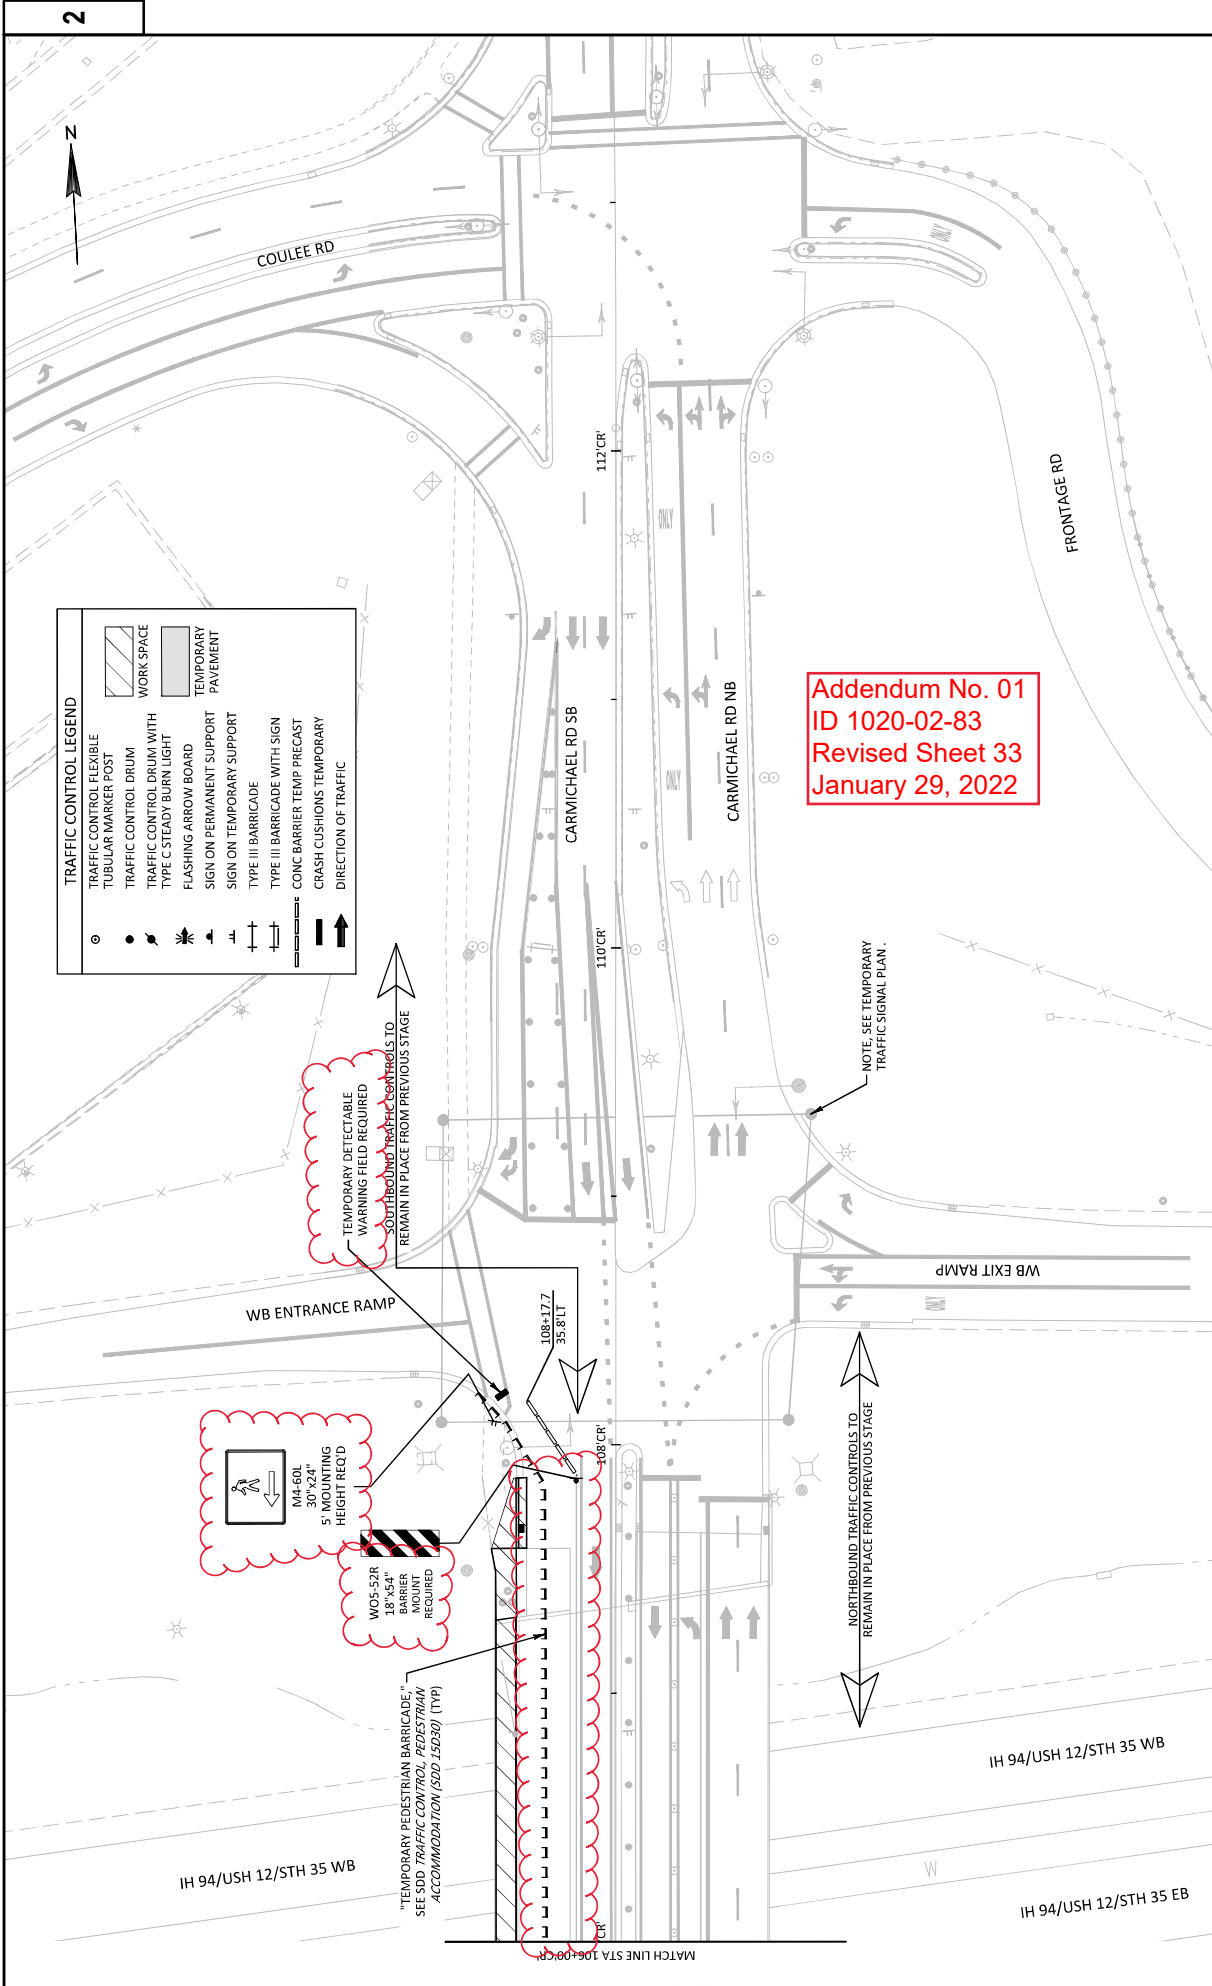 2
N
COULEE RD
TRAFFIC CONTROL LEGEND
TRAFFIC CONTROL FLEXIBLE
TUBULAR MARKER POST
TRAFFIC CONTROL DRUM
TRAFFIC CONTROL DRUM WITH
TYPE C STEADY BURN LIGHT
FLASHING ARROW BOARD
SIGN ON PERMANENT SUPPORT
SIGN ON TEMPORARY SUPPORT
TYPE III BARRICADE
TYPE III BARRICADE WITH SIGN
CONC BARRIER TEMP PRECAST
CRASH CUSHIONS TEMPORARY
DIRECTION OF TRAFFIC
WORK SPACE
TEMPORARY
PAVEMENT
112'CR'
ONLY
FRONTAGE RD
CARMICHAEL RD SB
CARMICHAEL RD NB
ONLY
Addendum No. 01
ID 1020-02-83
Revised Sheet 33
January 29, 2022
110'CR'
NOTE, SEE TEMPORARY
TRAFFIC SIGNAL PLAN .
TEMPORARY DETECTABLE
WARNING FIELD REQUIRED
SOUTHBOUND TRAFFIC CONTROLS TO
REMAIN IN PLACE FROM PREVIOUS STAGE
WB ENTRANCE RAMP
WB EXIT RAMP
108+17.7
35.8'LT
108'CR'
M4-60L
30"x24"
5' MOUNTING
HEIGHT REQ'D
WO5-52R
18"x54"
BARRIER
MOUNT
REQUIRED
NORTHBOUND TRAFFIC CONTROLS TO
REMAIN IN PLACE FROM PREVIOUS STAGE
"TEMPORARY PEDESTRIAN BARRICADE,"
SEE SDD TRAFFIC CONTROL, PEDESTRIAN
ACCOMMODATION (SDD 15D30) (TYP)
IH 94/USH 12/STH 35 WB
IH 94/USH 12/STH 35 WB
IH 94/USH 12/STH 35 EB
W
CR'
MATCH LINE STA 106+00'CR'